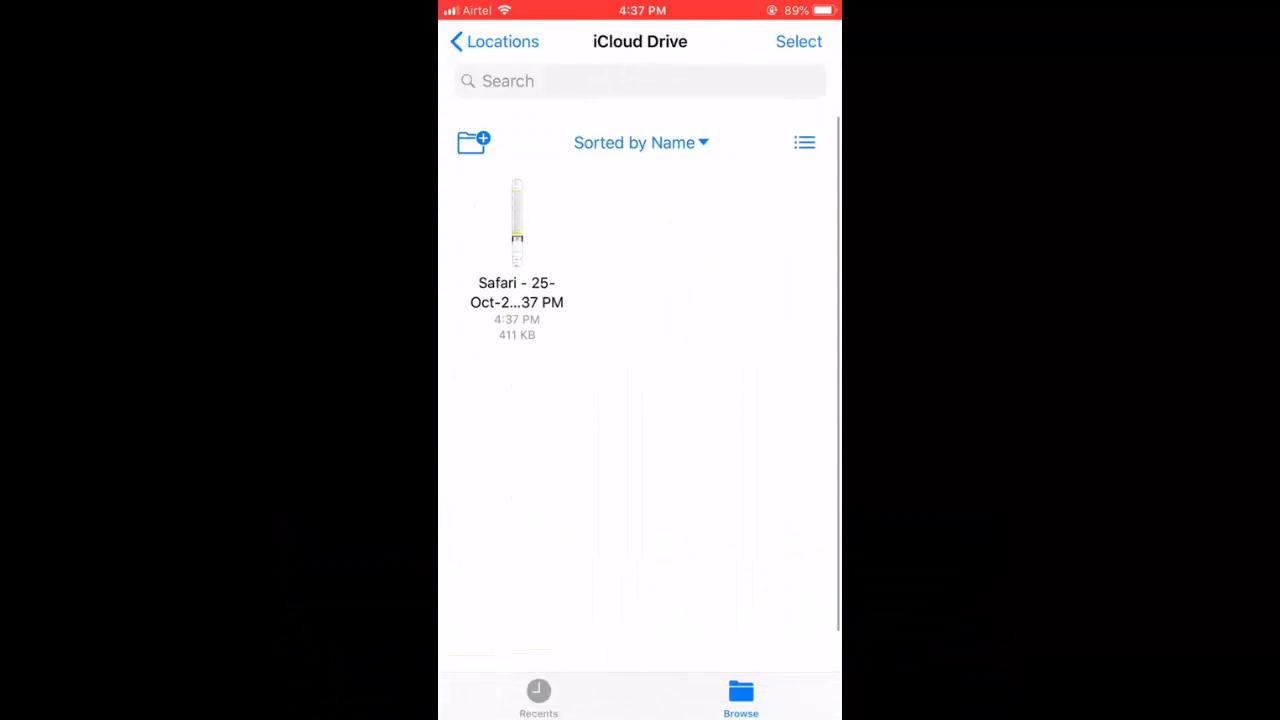 Airtel 4:37 PM 89%
Locations iCloud Drive Select
Search
Sorted by Name
Safari - 25-
Oct-2...37 PM
4:37 PM
411 KB
Recents Browse